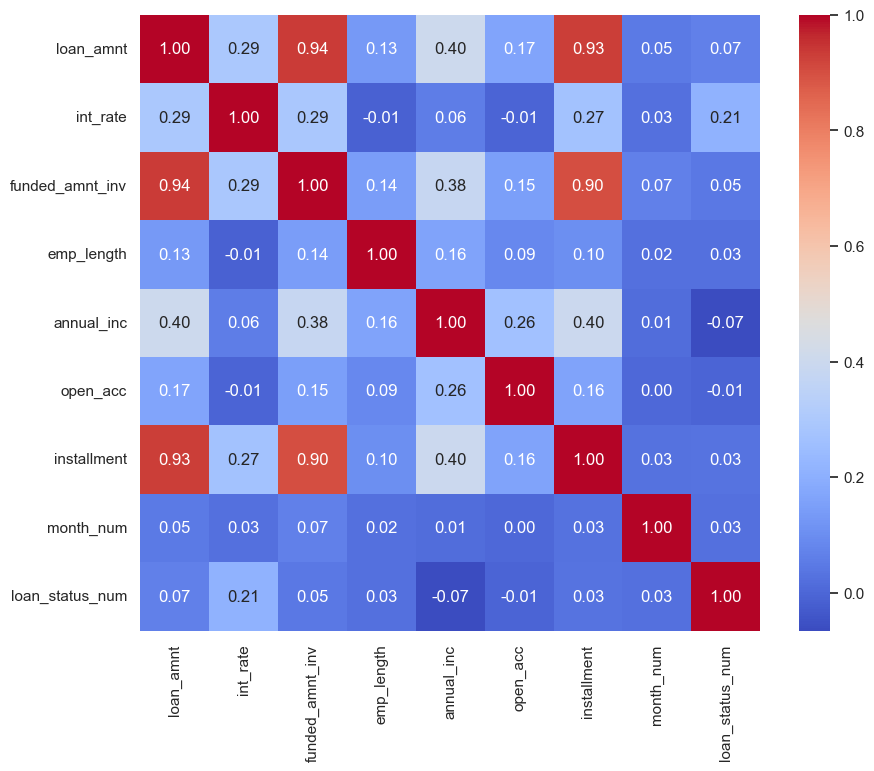 loan_amnt 1.00 0.29 0.94 0.13 0.40 0.17 0.93 0.05 0.07
int_rate 0.29 1.00 0.29 -0.01 0.06 -0.01 0.27 0.03 0.21
funded_amnt_inv 0.94 0.29 1.00 0.14 0.38 0.15 0.90 0.07 0.05
emp_length 0.13 -0.01 0.14 1.00 0.16 0.09 0.10 0.02 0.03
annual_inc 0.40 0.06 0.38 0.16 1.00 0.26 0.40 0.01 -0.07
open_acc 0.17 -0.01 0.15 0.09 0.26 1.00 0.16 0.00 -0.01
installment 0.93 0.27 0.90 0.10 0.40 0.16 1.00 0.03 0.03
month_num 0.05 0.03 0.07 0.02 0.01 0.00 0.03 1.00 0.03
loan_status_num 0.07 0.21 0.05 0.03 -0.07 -0.01 0.03 0.03 1.00
loan_amnt
int_rate
funded_amnt_inv
emp_length
annual_inc
open_acc
installment
month_num
loan_status_num
1.0
0.8
0.6
0.4
0.2
0.0